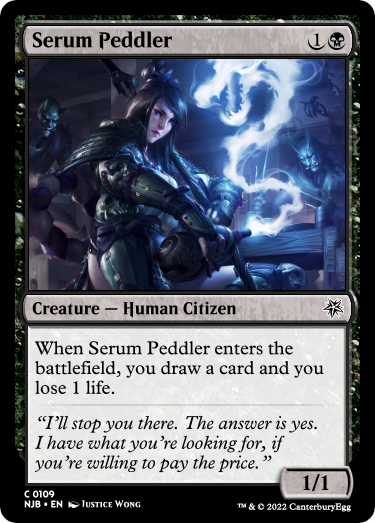 Serum Peddler 1
Creature — Human Citizen
When Serum Peddler enters the
battlefield, you draw a card and you
lose 1 life.
“I’ll stop you there. The answer is yes.
I have what you’re looking for, if
you’re willing to pay the price.”
1/1
C 0109
NJB • EN Justice Wong
™ & © 2022 CanterburyEgg